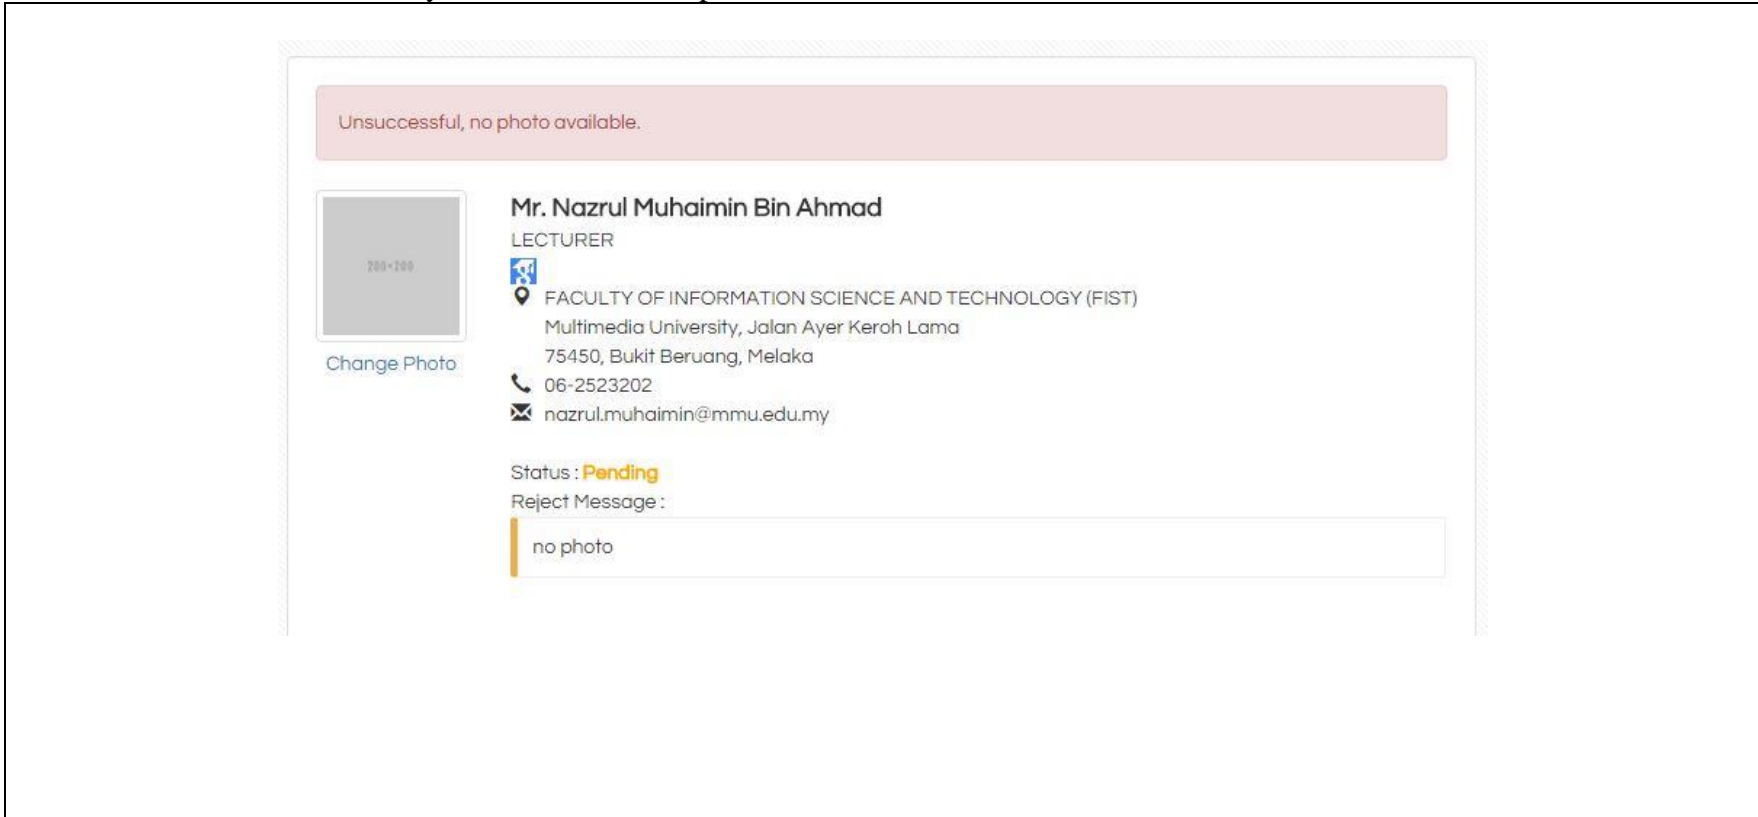 Unsuccessful, no photo available.
200×200
Change Photo
Mr. Nazrul Muhaimin Bin Ahmad
LECTURER
FACULTY OF INFORMATION SCIENCE AND TECHNOLOGY (FIST)
Multimedia University, Jalan Ayer Keroh Lama
75450, Bukit Beruang, Melaka
06-2523202
nazrul.muhaimin@mmu.edu.my
Status : Pending
Reject Message :
no photo